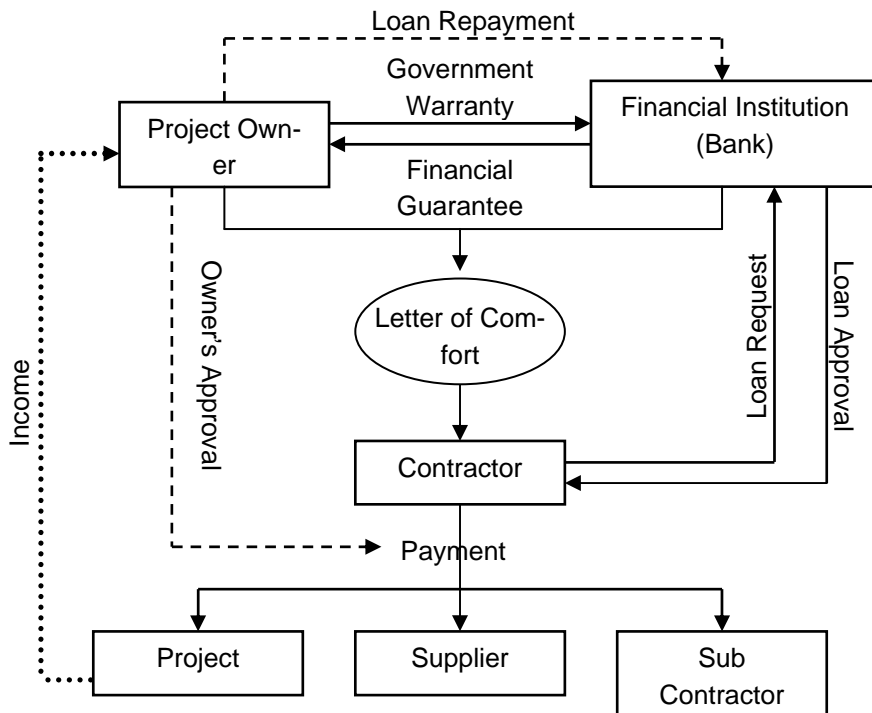 Loan Repayment
Government
Warranty
Project Own-
er
Financial Institution
(Bank)
Financial
Guarantee
Owner's Approval
Letter of Com-
fort
Loan Request
Loan Approval
Income
Contractor
Payment
Project
Supplier
Sub
Contractor